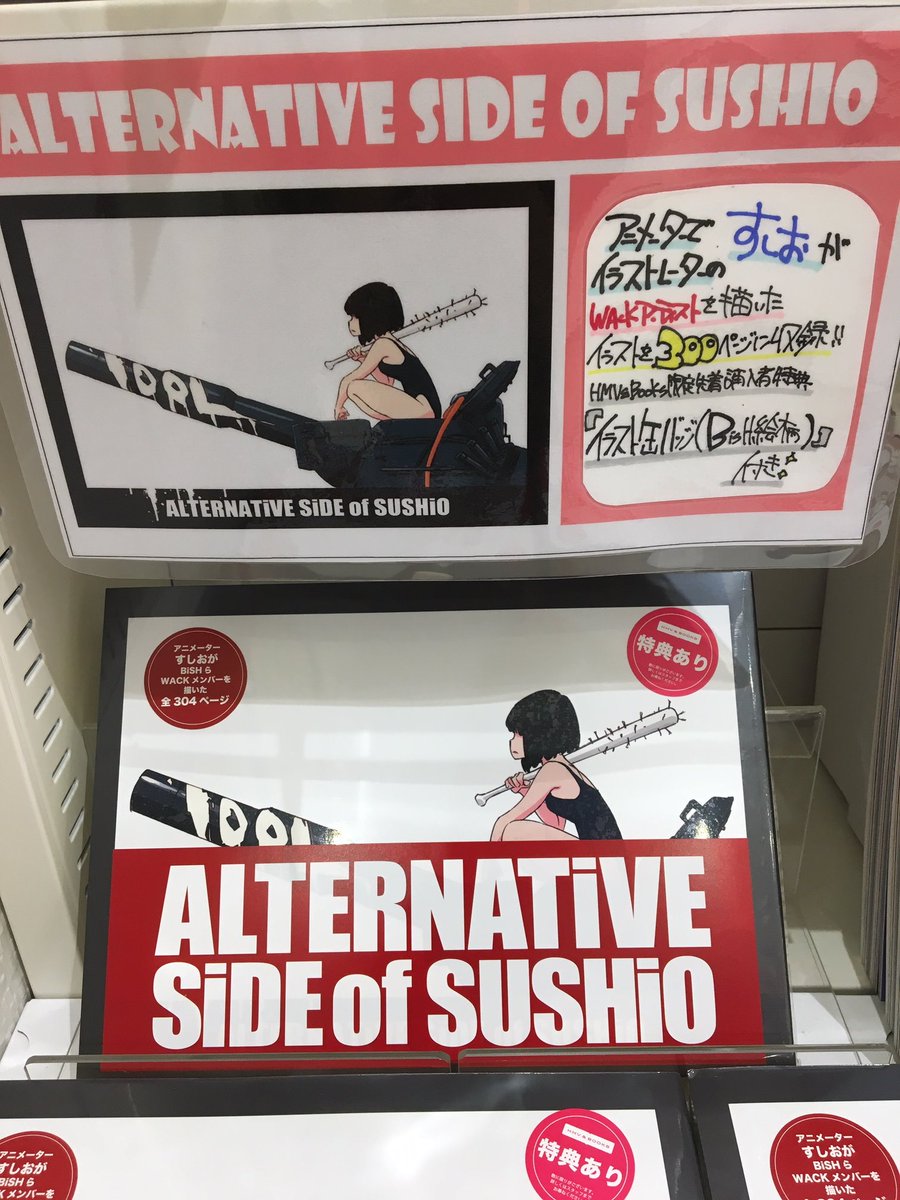 ALTERNATIVE SIDE OF SUSHIO
IDOL
ALTERNATiVE SiDE of SUSHiO
アニメーターで すしお が
イラストレーターの
WACKアーティストを描いた
イラストを300ページに収録!!
HMV&Books限定先着購入者特典
『イラスト缶バッジ(BiSH絵柄)』
付き
アニメーター
すしおが
BiSHら
WACKメンバーを
描いた
全304ページ
HMV & BOOKS
特典あり
IDOL
ALTERNATiVE
SiDE of SUSHiO
アニメーター
すしおが
BiSHら
WACKメンバーを
描いた
HMV & BOOKS
特典あり
アニメーター
すしおが
BiSHら
WACKメンバーを
描いた